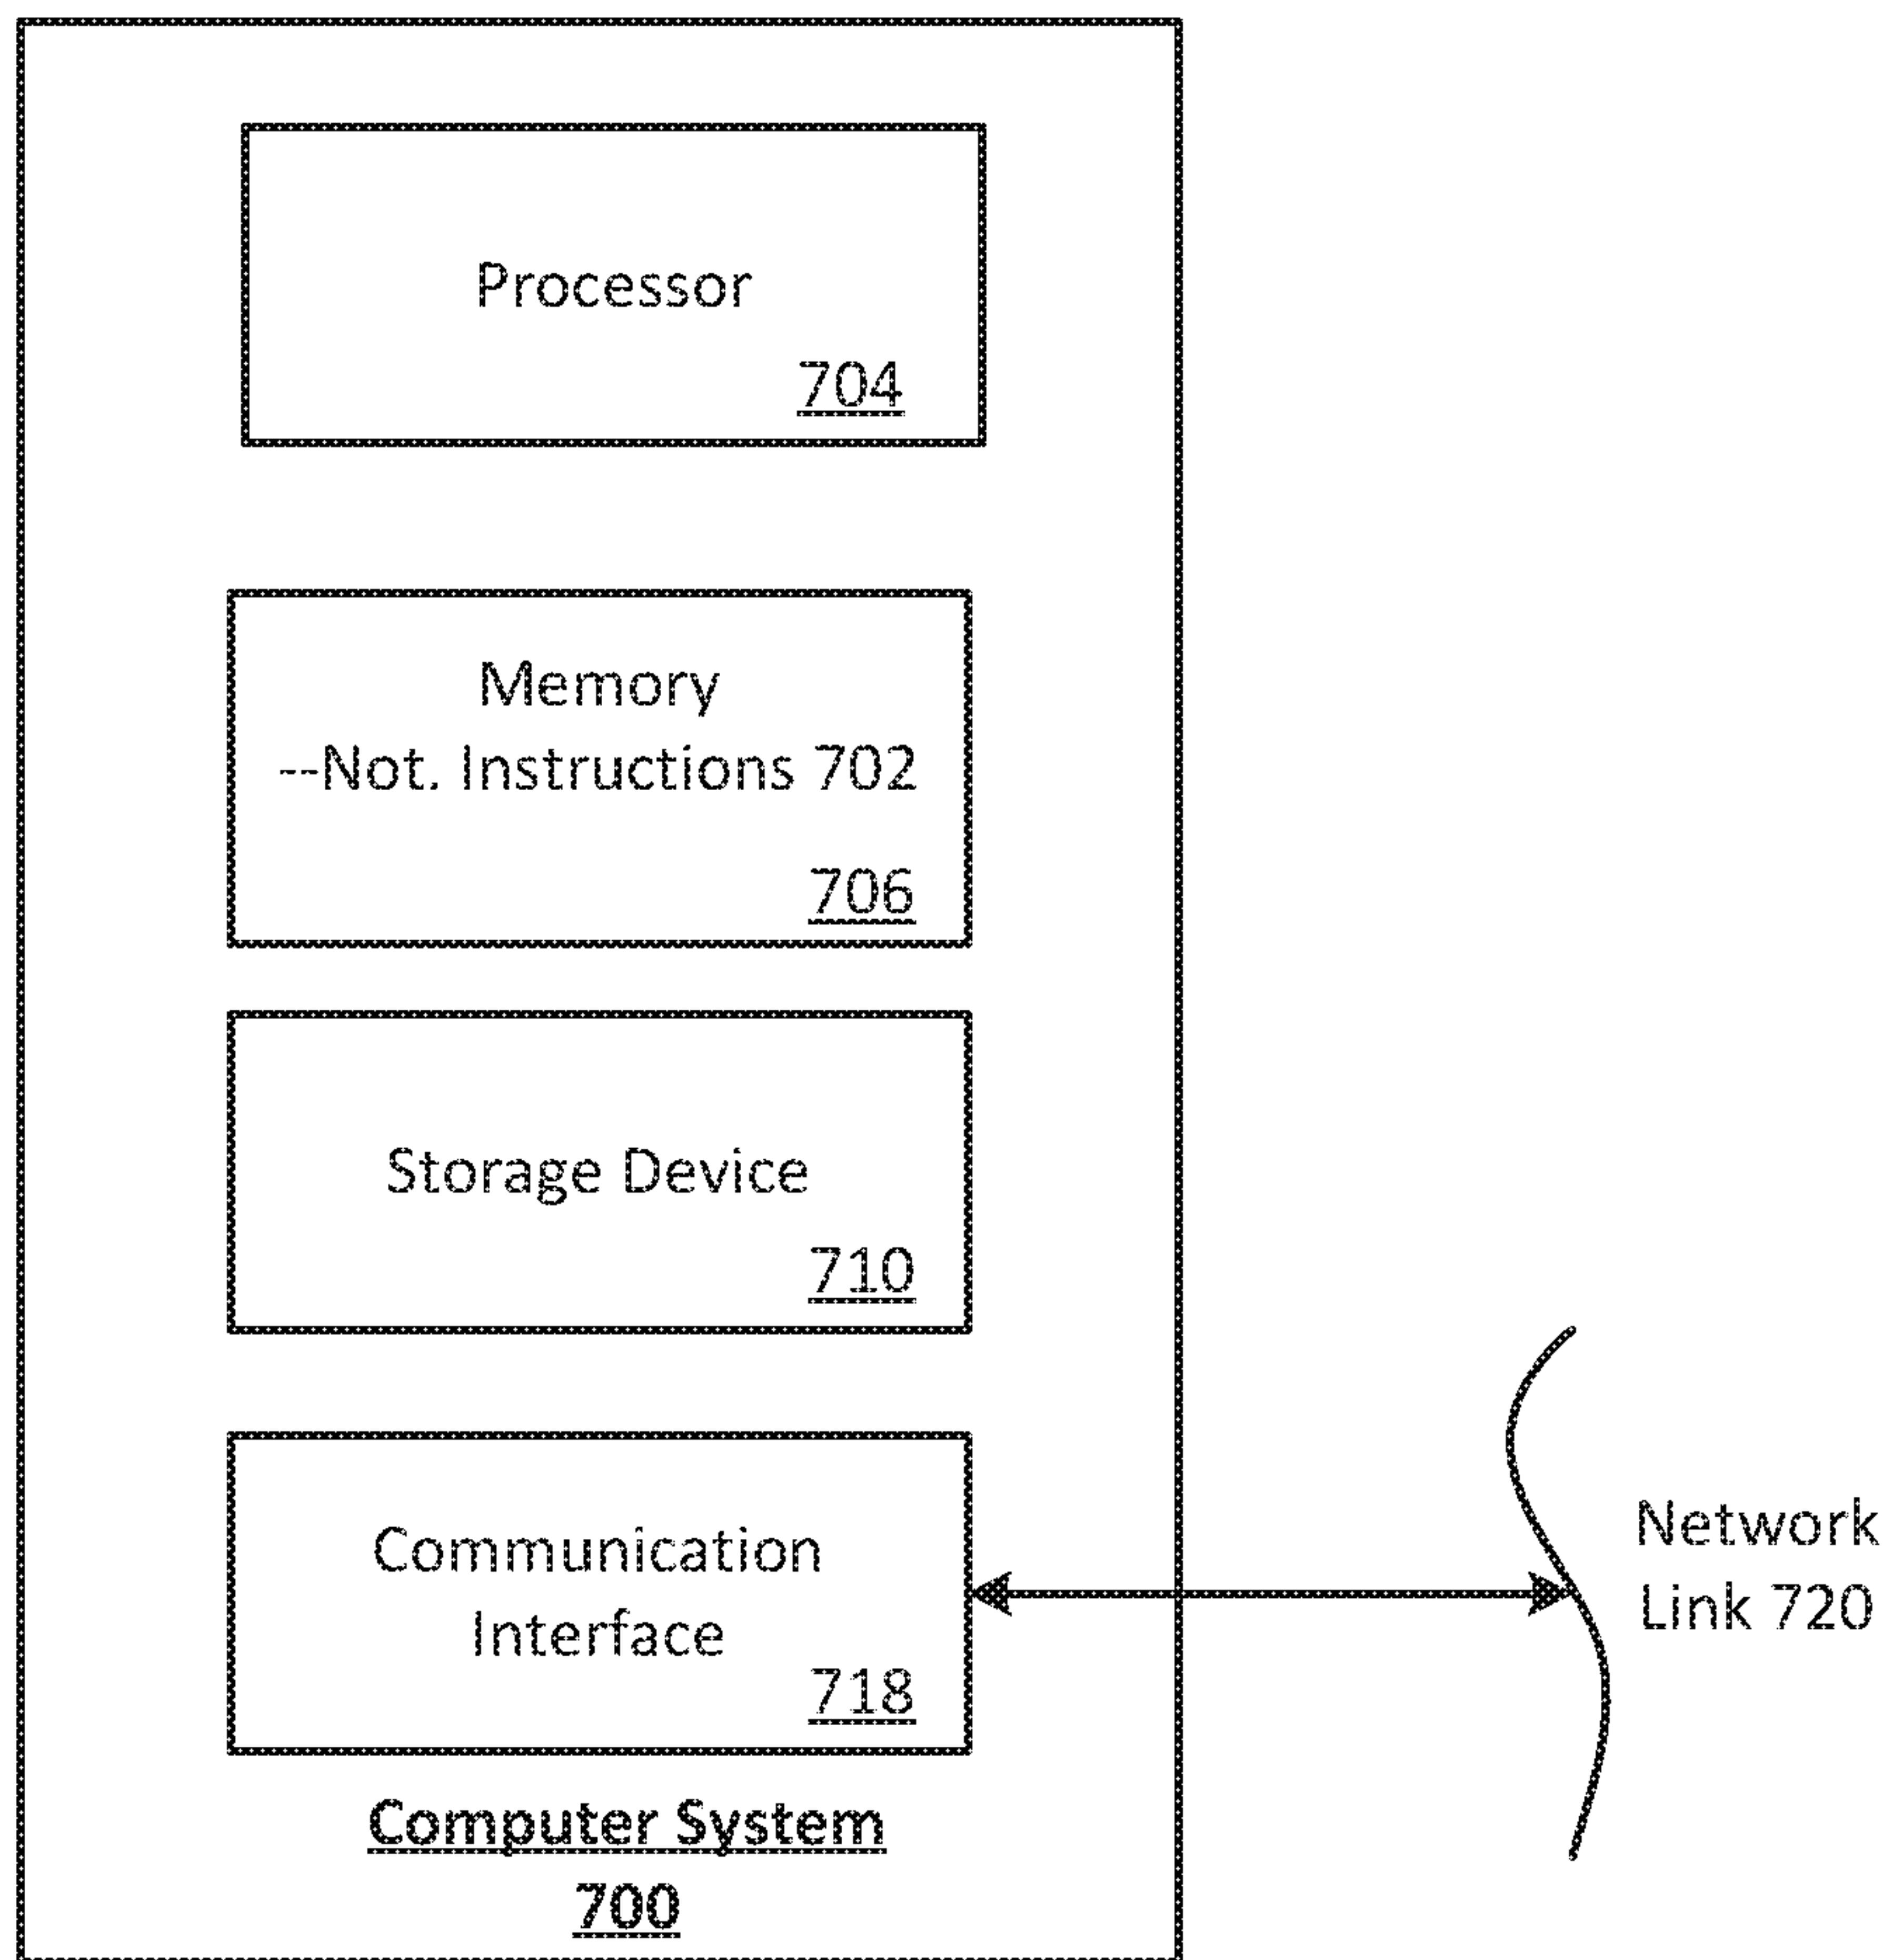 Processor
704
Memory
--Not. Instructions 702
706
Storage Device
710
Communication
Interface
718
Network
Link 720
Computer System
700